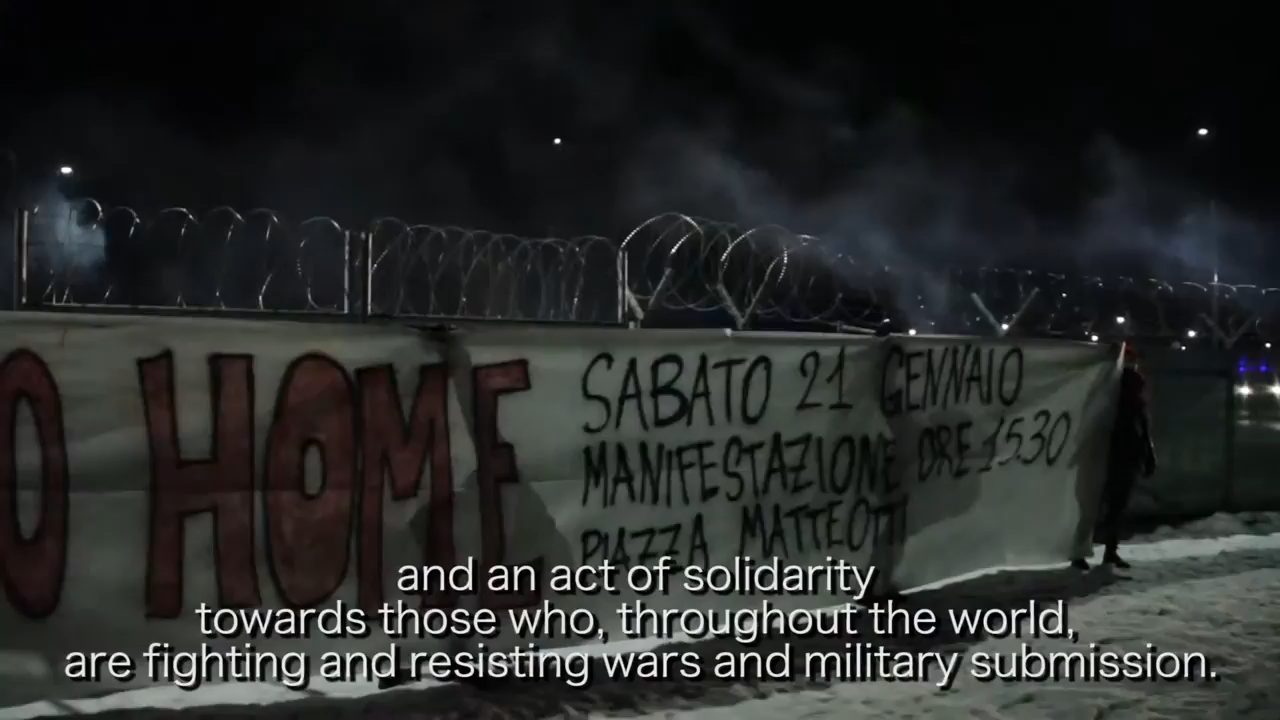 O HOME
SABATO 21 GENNAIO
MANIFESTAZIONE ORE 15 30
PIAZZA MATTEOTTI
and an act of solidarity
towards those who, throughout the world,
are fighting and resisting wars and military submission.